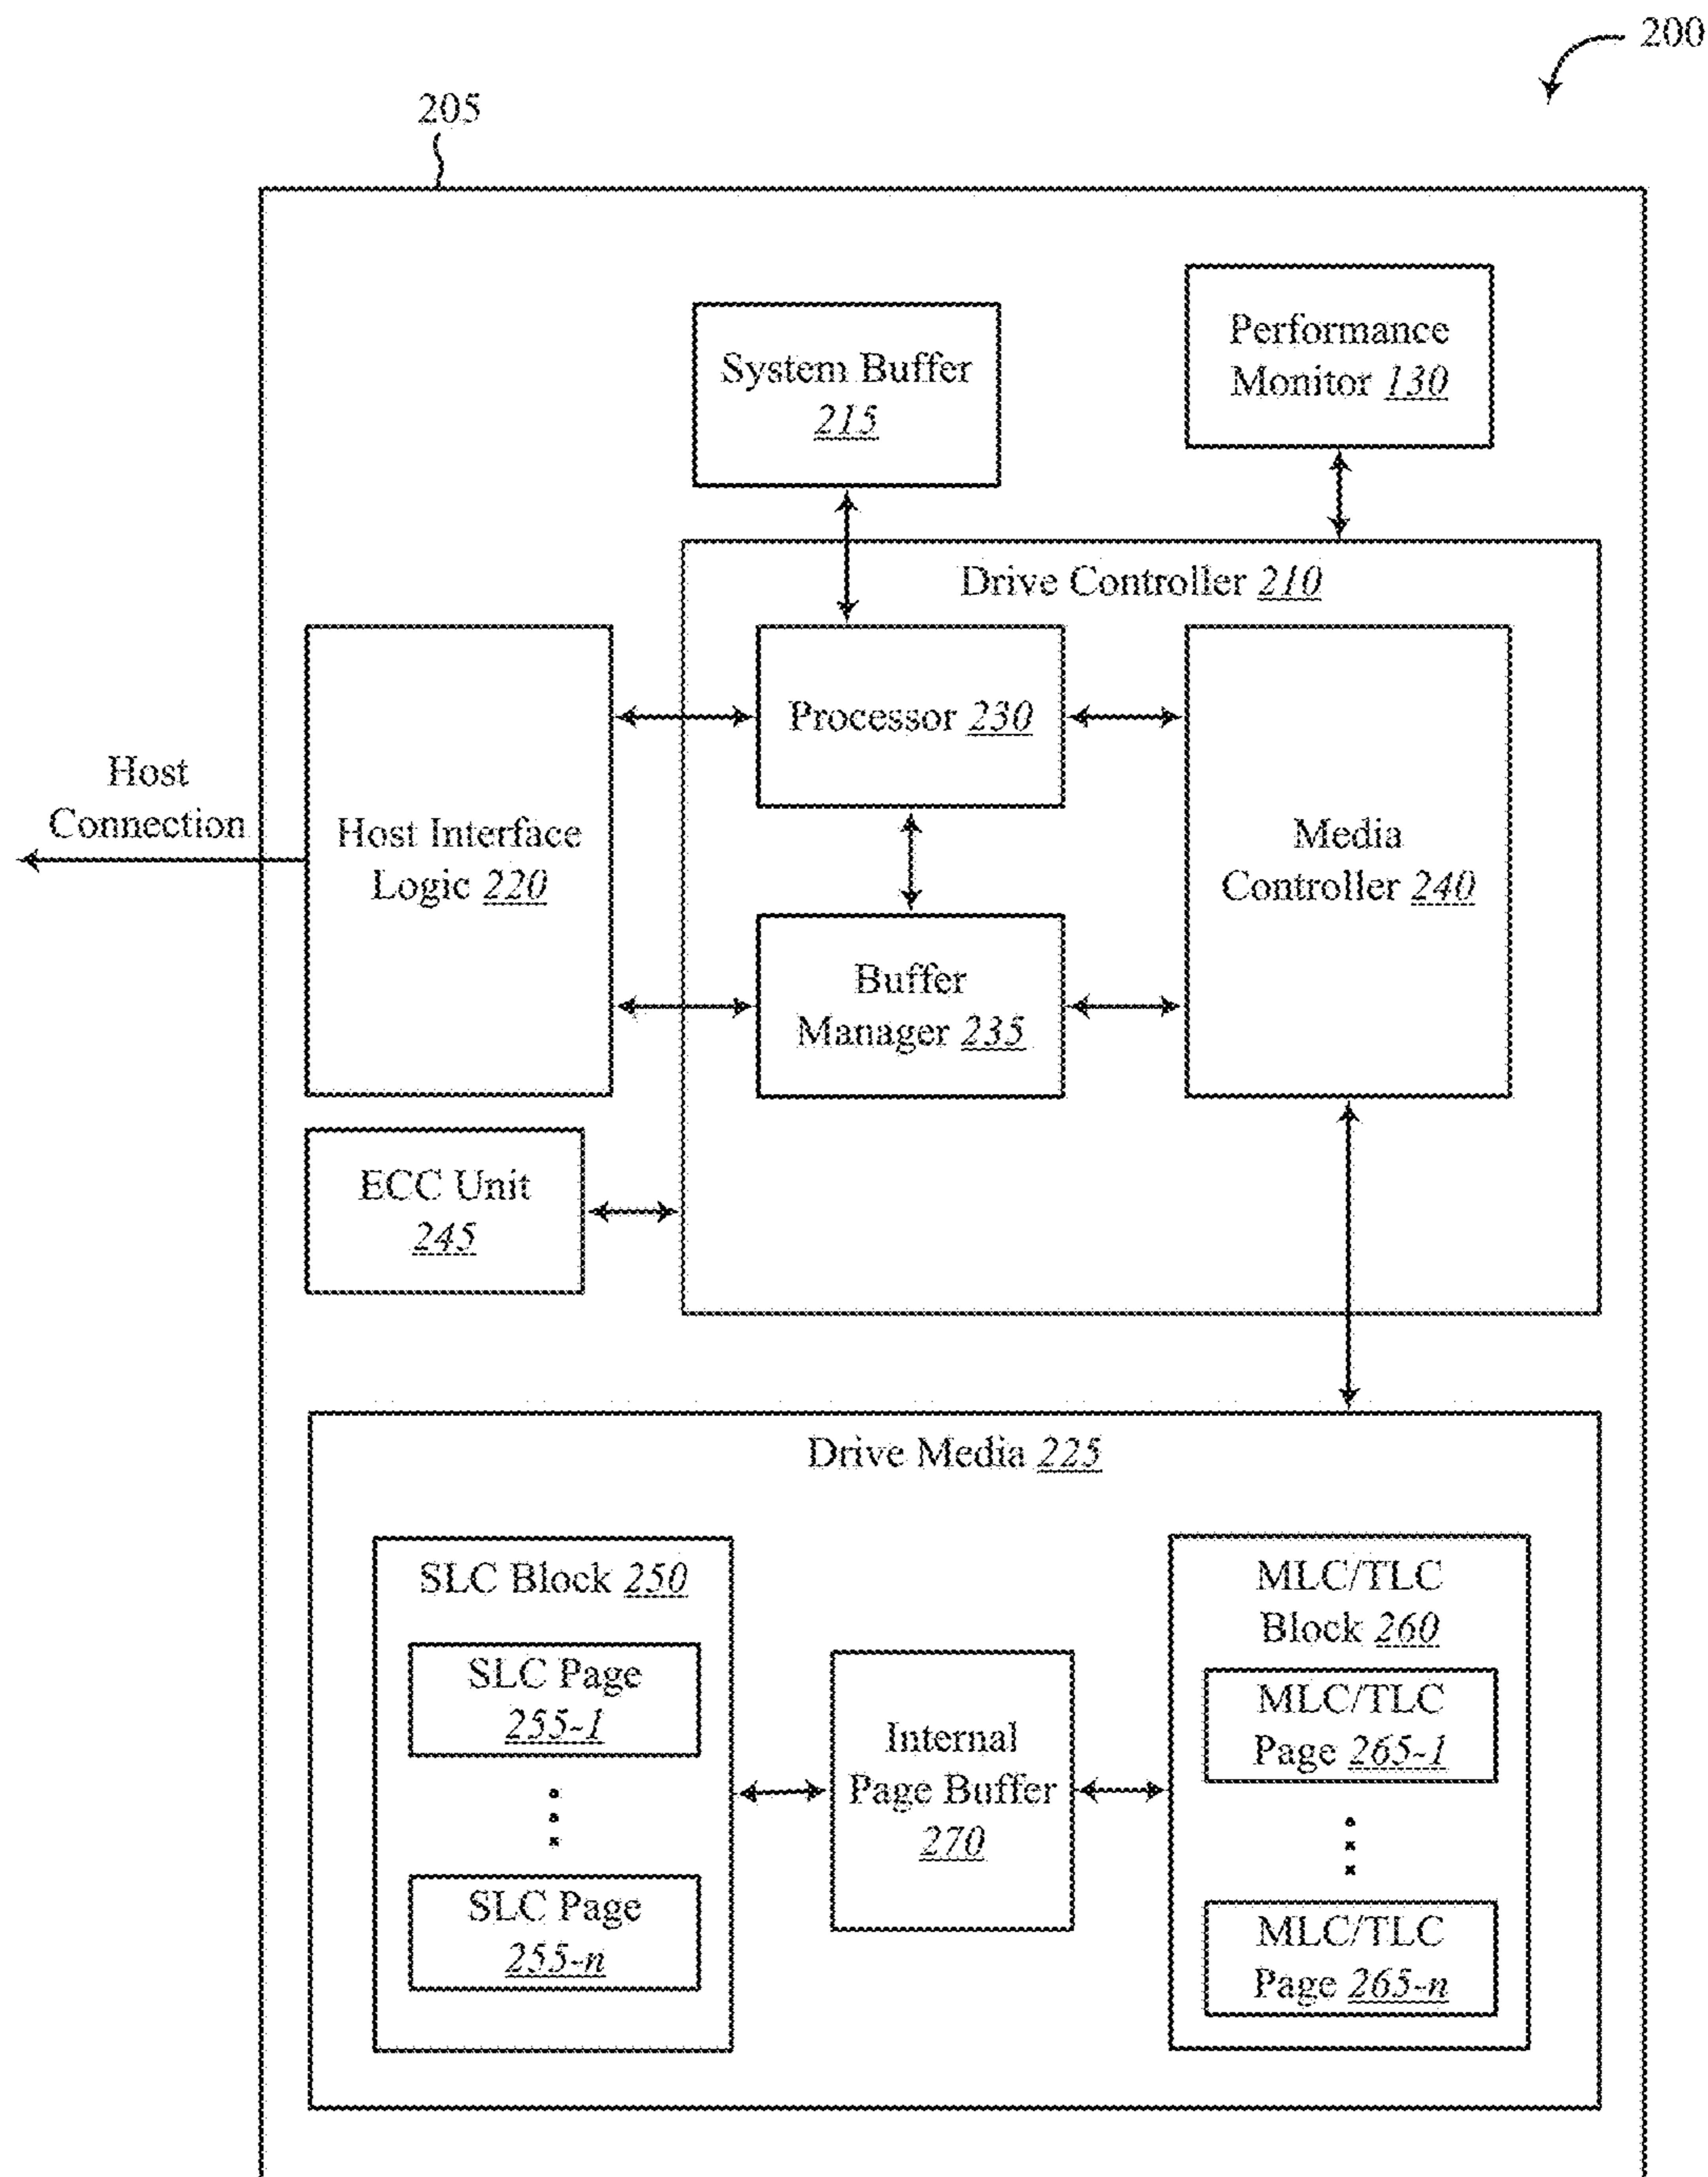 200
205
System Buffer
215
Performance
Monitor 130
Drive Controller 210
Host
Connection
Host Interface
Logic 220
Processor 230
Buffer
Manager 235
Media
Controller 240
ECC Unit
245
Drive Media 225
SLC Block 250
SLC Page
255-1
SLC Page
255-n
Internal
Page Buffer
270
MLC/TLC
Block 260
MLC/TLC
Page 265-1
MLC/TLC
Page 265-n